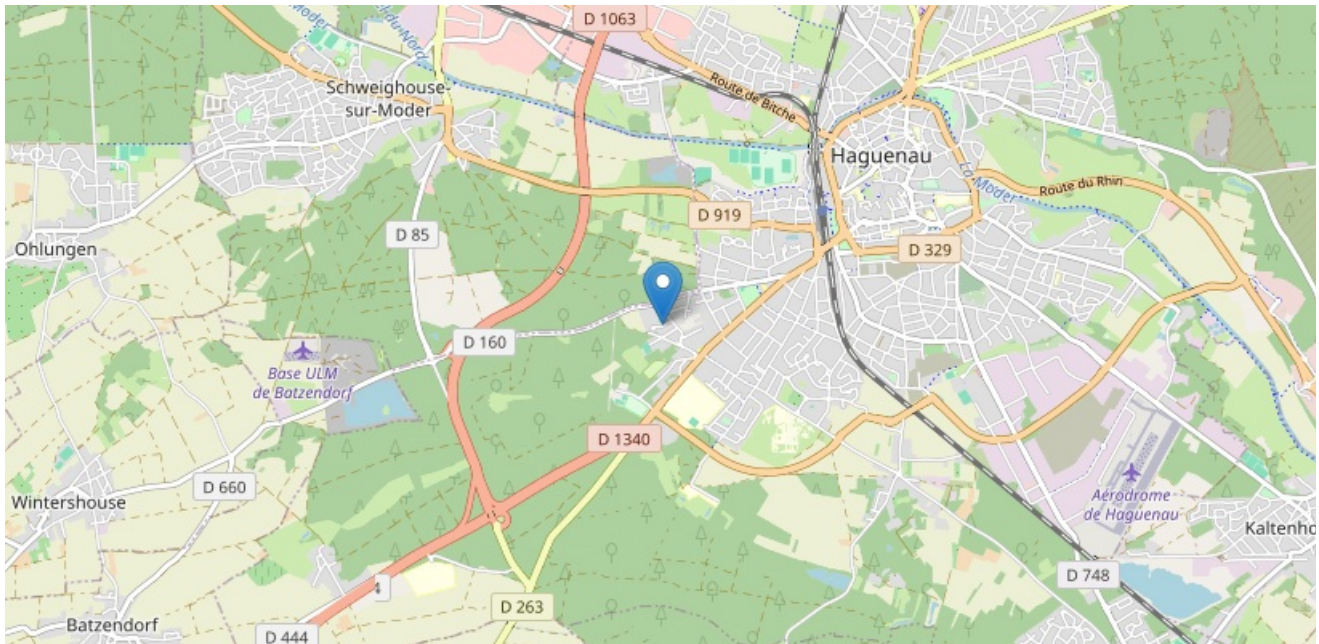 D 1063
Moder
Schweighouse-
sur-Moder
Route de Bitche
Haguenau
La Moder
Route du Rhin
D 919
D 85
D 329
Ohlungen
D 160
Base ULM
de Batzendorf
D 1340
Wintershouse
D 660
Aérodrome
de Haguenau
Kaltenho
D 748
D 263
Batzendorf
D 444